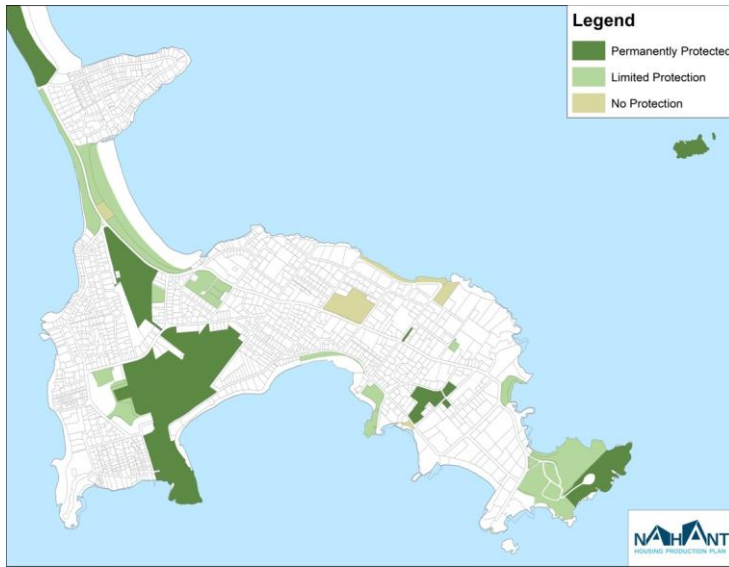 Legend
Permanently Protected
Limited Protection
No Protection
NAHANT
HOUSING PRODUCTION PLAN